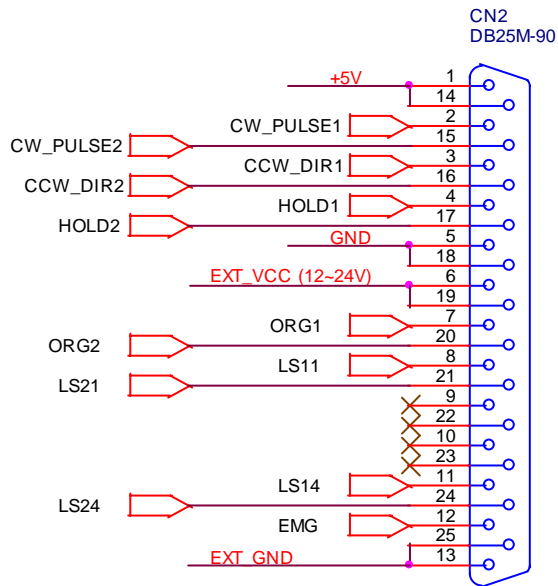 CN2
DB25M-90
+5V
1
14
CW_PULSE1
2
CW_PULSE2
15
CCW_DIR1
3
CCW_DIR2
16
HOLD1
4
HOLD2
17
GND
5
18
EXT_VCC (12~24V)
6
19
ORG1
7
ORG2
20
LS11
8
LS21
21
9
22
10
23
LS14
11
LS24
24
EMG
12
25
EXT_GND
13